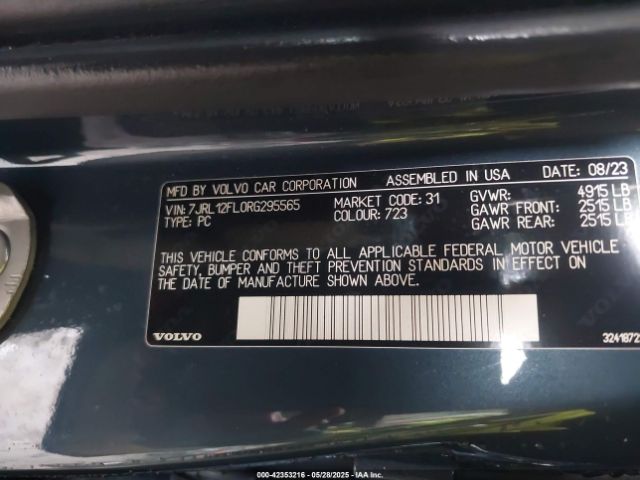 MFD. BY VOLVO CAR CORPORATION ASSEMBLED IN USA DATE: 08/23
VIN: 7JRL12FL0RG295565 MARKET CODE: 31 GVWR: 4915 LB
TYPE: PC COLOUR: 723 GAWR FRONT: 2515 LB
GAWR REAR: 2515 LB
THIS VEHICLE CONFORMS TO ALL APPLICABLE FEDERAL MOTOR VEHICLE
SAFETY, BUMPER AND THEFT PREVENTION STANDARDS IN EFFECT ON
THE DATE OF MANUFACTURE SHOWN ABOVE.
VOLVO
000-42353216 - 05/28/2025 - IAA Inc.